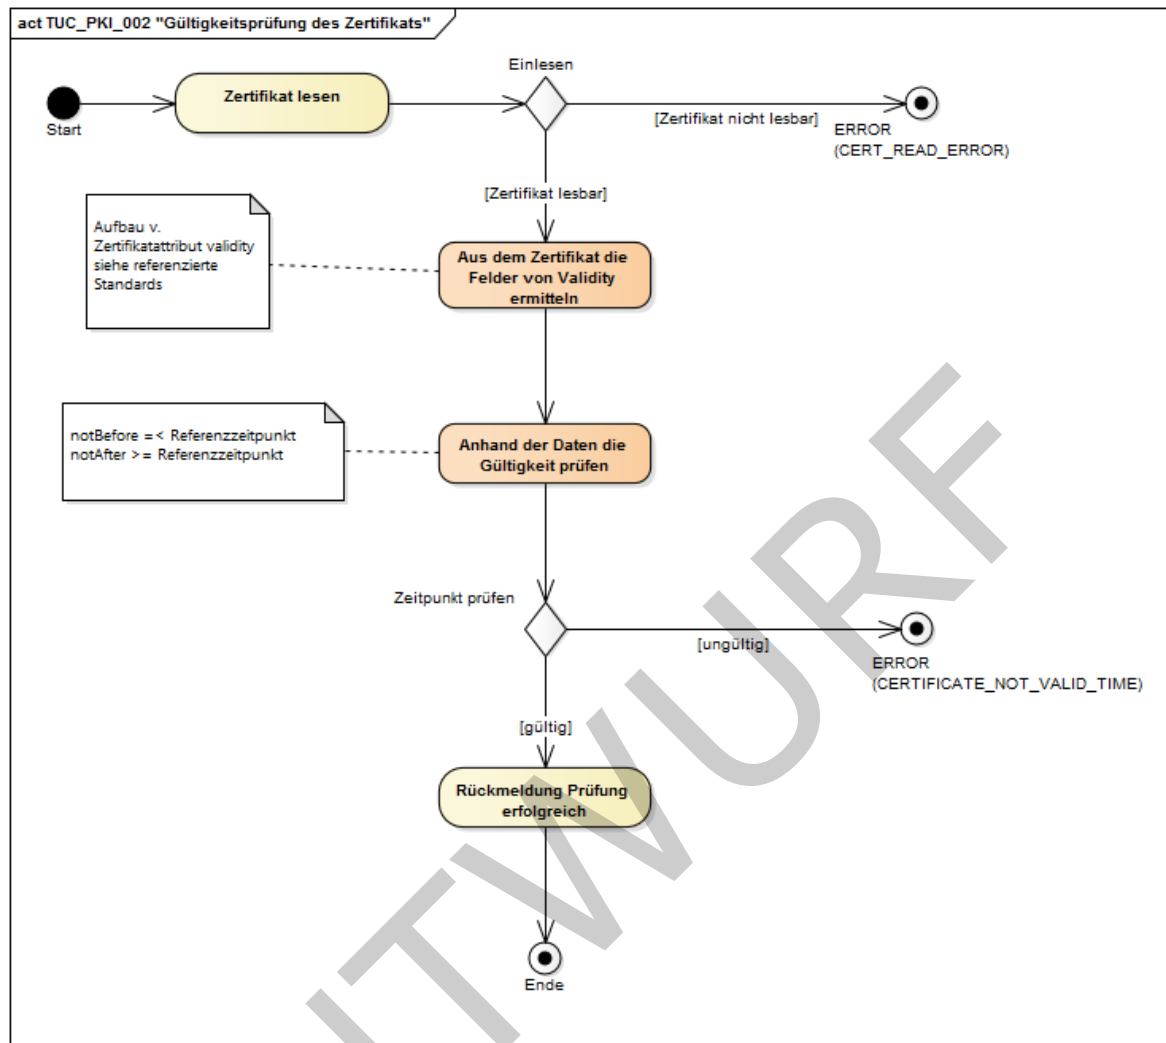 act TUC_PKI_002 "Gültigkeitsprüfung des Zertifikats"
Einlesen
Zertifikat lesen
Start
[Zertifikat nicht lesbar]
ERROR
(CERT_READ_ERROR)
[Zertifikat lesbar]
Aufbau v.
Zertifikatattribut validity
siehe referenzierte
Standards
Aus dem Zertifikat die
Felder von Validity
ermitteln
notBefore =< Referenzzeitpunkt
notAfter >= Referenzzeitpunkt
Anhand der Daten die
Gültigkeit prüfen
Zeitpunkt prüfen
[ungültig]
ERROR
(CERTIFICATE_NOT_VALID_TIME)
[gültig]
Rückmeldung Prüfung
erfolgreich
Ende
NTWURF